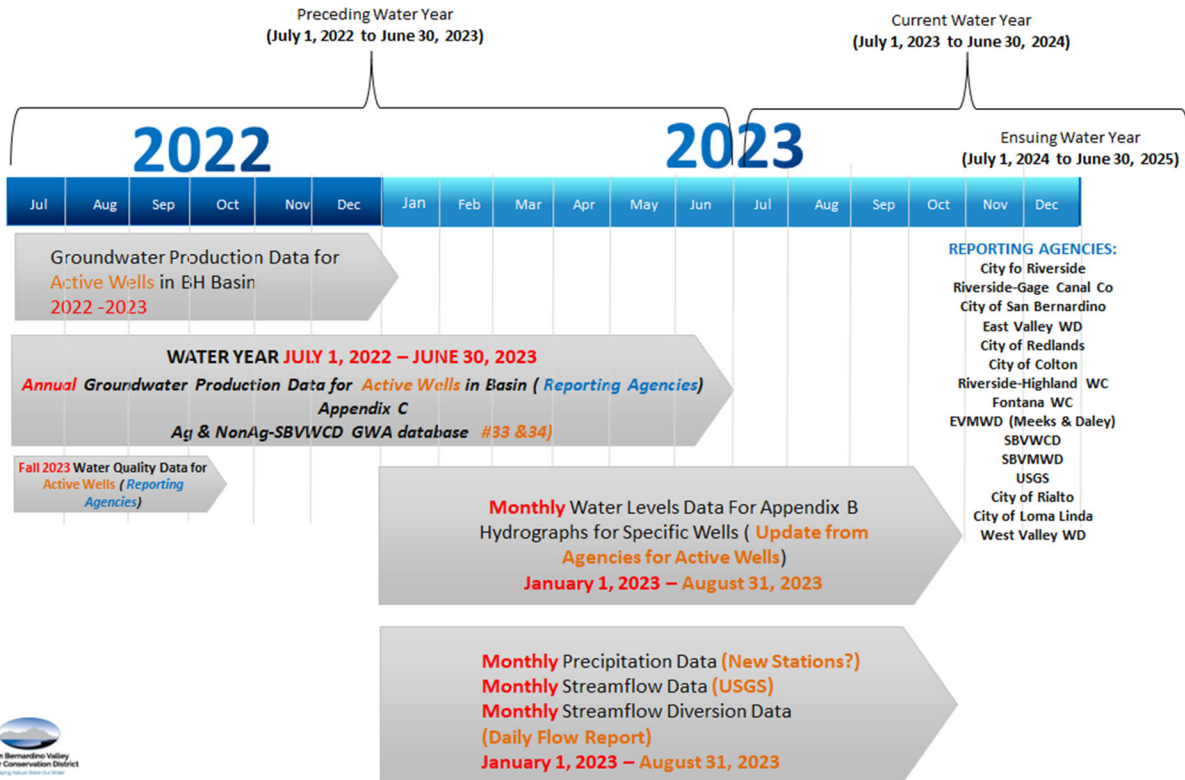 Preceding Water Year
(July 1, 2022 to June 30, 2023)
Current Water Year
(July 1, 2023 to June 30, 2024)
2022
2023
Ensuing Water Year
(July 1, 2024 to June 30, 2025)
Jul Aug Sep Oct Nov Dec Jan Feb Mar Apr May Jun Jul Aug Sep Oct Nov Dec
Groundwater Production Data for
Active Wells in BH Basin
2022 -2023
WATER YEAR JULY 1, 2022 – JUNE 30, 2023
Annual Groundwater Production Data for Active Wells in Basin ( Reporting Agencies)
Appendix C
Ag & NonAg-SBVWCD GWA database #33 &34)
Fall 2023 Water Quality Data for
Active Wells ( Reporting
Agencies)
Monthly Water Levels Data For Appendix B
Hydrographs for Specific Wells ( Update from
Agencies for Active Wells)
January 1, 2023 – August 31, 2023
Monthly Precipitation Data (New Stations?)
Monthly Streamflow Data (USGS)
Monthly Streamflow Diversion Data
(Daily Flow Report)
January 1, 2023 – August 31, 2023
REPORTING AGENCIES:
City fo Riverside
Riverside-Gage Canal Co
City of San Bernardino
East Valley WD
City of Redlands
City of Colton
Riverside-Highland WC
Fontana WC
EVMWD (Meeks & Daley)
SBVWCD
SBVMWD
USGS
City of Rialto
City of Loma Linda
West Valley WD
n Bernardino Valley
r Conservation District
ping Nature Store Our Water